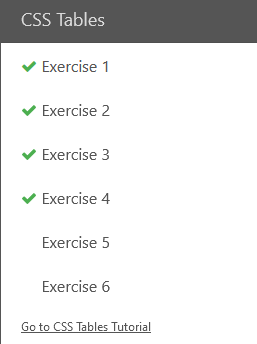 CSS Tables
Exercise 1
Exercise 2
Exercise 3
Exercise 4
Exercise 5
Exercise 6
Go to CSS Tables Tutorial